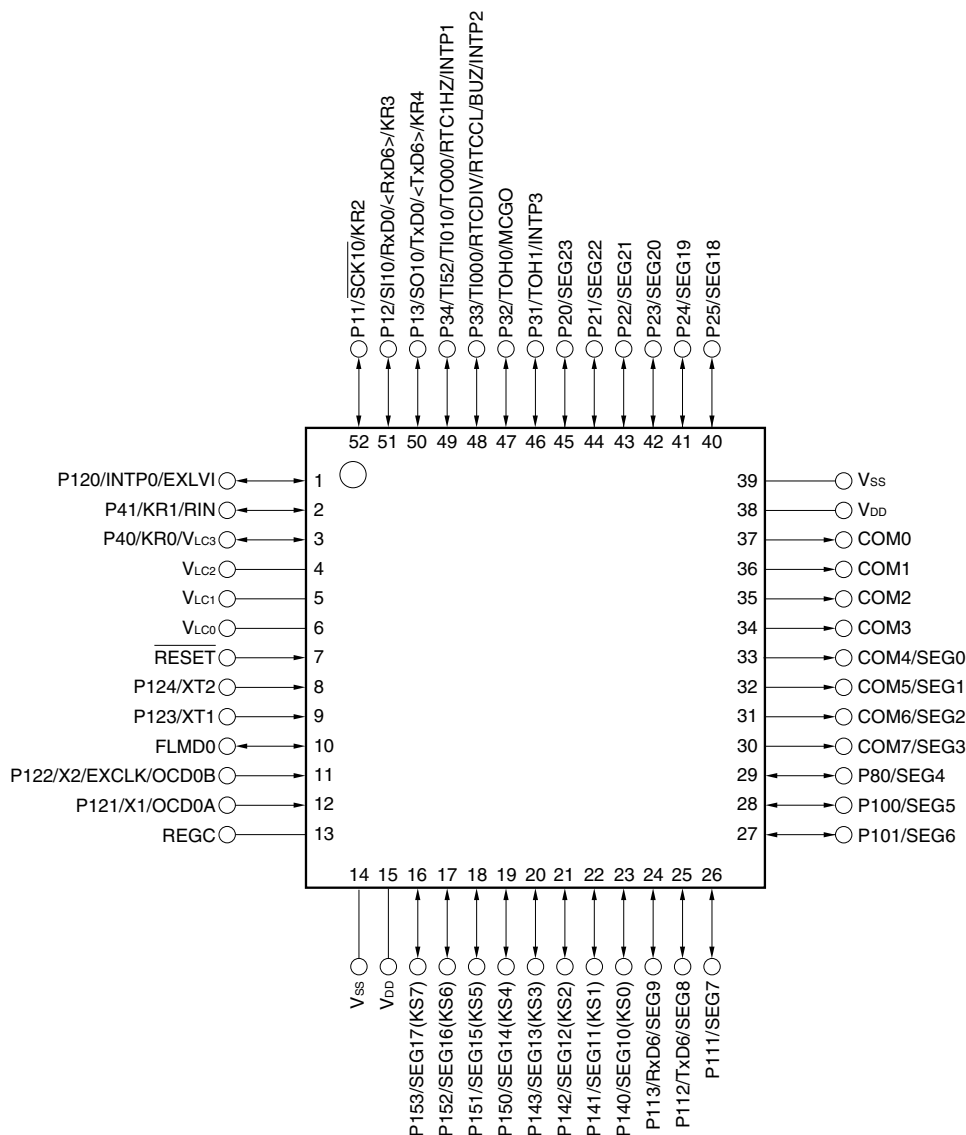 P11/SCK10/KR2
P12/SI10/RxD0/<RxD6>/KR3
P13/SO10/TxD0/<TxD6>/KR4
P34/TI52/TI010/TO00/RTC1HZ/INTP1
P33/TI000/RTCDIV/RTCCL/BUZ/INTP2
P32/TOH0/MCGO
P31/TOH1/INTP3
P20/SEG23
P21/SEG22
P22/SEG21
P23/SEG20
P24/SEG19
P25/SEG18
52 51 50 49 48 47 46 45 44 43 42 41 40
P120/INTP0/EXLVI 1
P41/KR1/RIN 2
P40/KR0/VLC3 3
VLC2 4
VLC1 5
VLC0 6
RESET 7
P124/XT2 8
P123/XT1 9
FLMD0 10
P122/X2/EXCLK/OCD0B 11
P121/X1/OCD0A 12
REGC 13
39 VSS
38 VDD
37 COM0
36 COM1
35 COM2
34 COM3
33 COM4/SEG0
32 COM5/SEG1
31 COM6/SEG2
30 COM7/SEG3
29 P80/SEG4
28 P100/SEG5
27 P101/SEG6
14 15 16 17 18 19 20 21 22 23 24 25 26
VSS
VDD
P153/SEG17(KS7)
P152/SEG16(KS6)
P151/SEG15(KS5)
P150/SEG14(KS4)
P143/SEG13(KS3)
P142/SEG12(KS2)
P141/SEG11(KS1)
P140/SEG10(KS0)
P113/RxD6/SEG9
P112/TxD6/SEG8
P111/SEG7